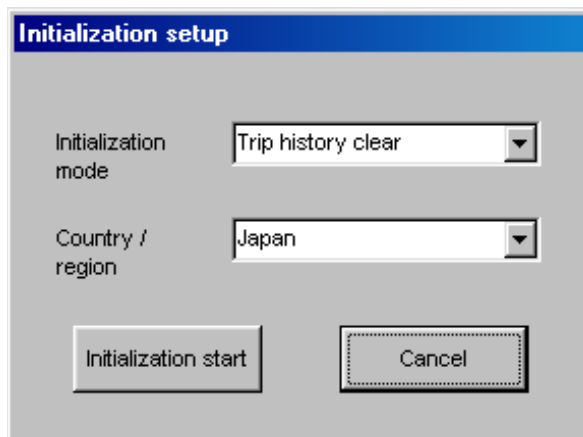 Initialization setup
Initialization
mode
Trip history clear
Country /
region
Japan
Initialization start
Cancel